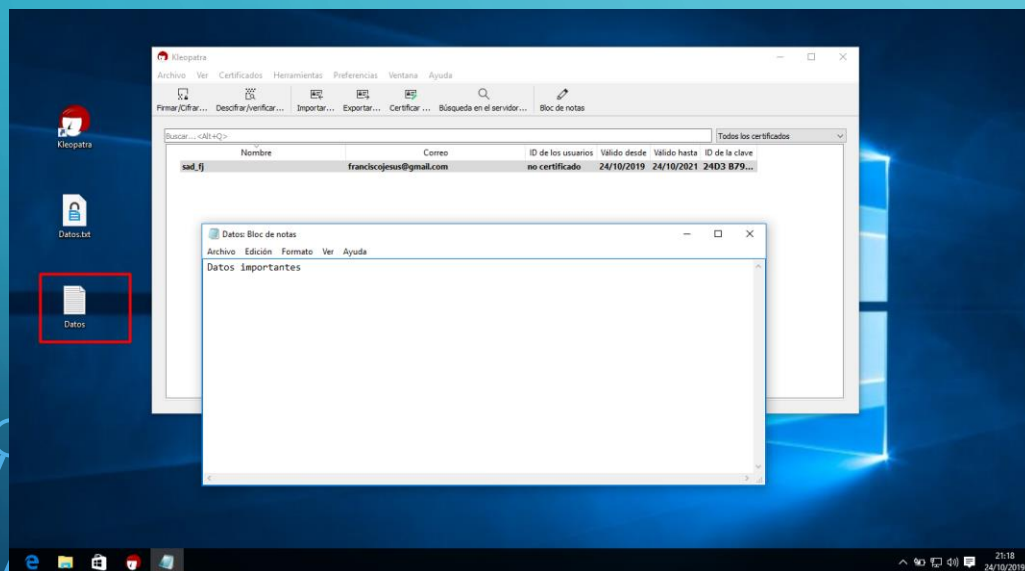 Kleopatra
Archivo Ver Certificados Herramientas Preferencias Ventana Ayuda
Firmar/Cifrar... Descifrar/verificar... Importar... Exportar... Certificar ... Búsqueda en el servidor... Bloc de notas
Buscar... <Alt+Q> Todos los certificados
Nombre Correo ID de los usuarios Válido desde Válido hasta ID de la clave
sad_fj franciscojesus@gmail.com no certificado 24/10/2019 24/10/2021 24D3 B79...
Kleopatra
Datos.txt
Datos
Datos: Bloc de notas
Archivo Edición Formato Ver Ayuda
Datos importantes
21:18
24/10/2019